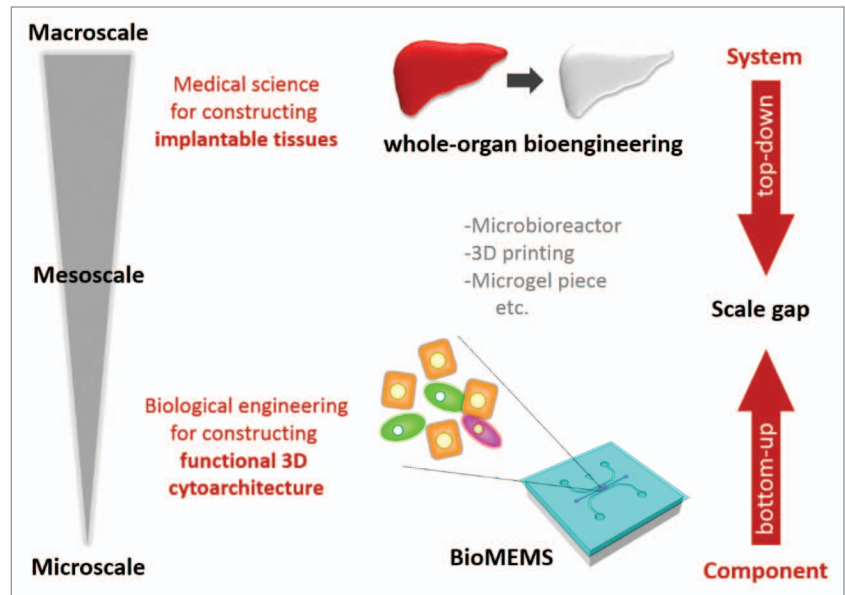 Macroscale
Medical science
for constructing
implantable tissues
whole-organ bioengineering
System
top-down
-Microbioreactor
-3D printing
-Microgel piece
etc.
Mesoscale
Scale gap
Biological engineering
for constructing
functional 3D
cytoarchitecture
bottom-up
BioMEMS
Microscale
Component